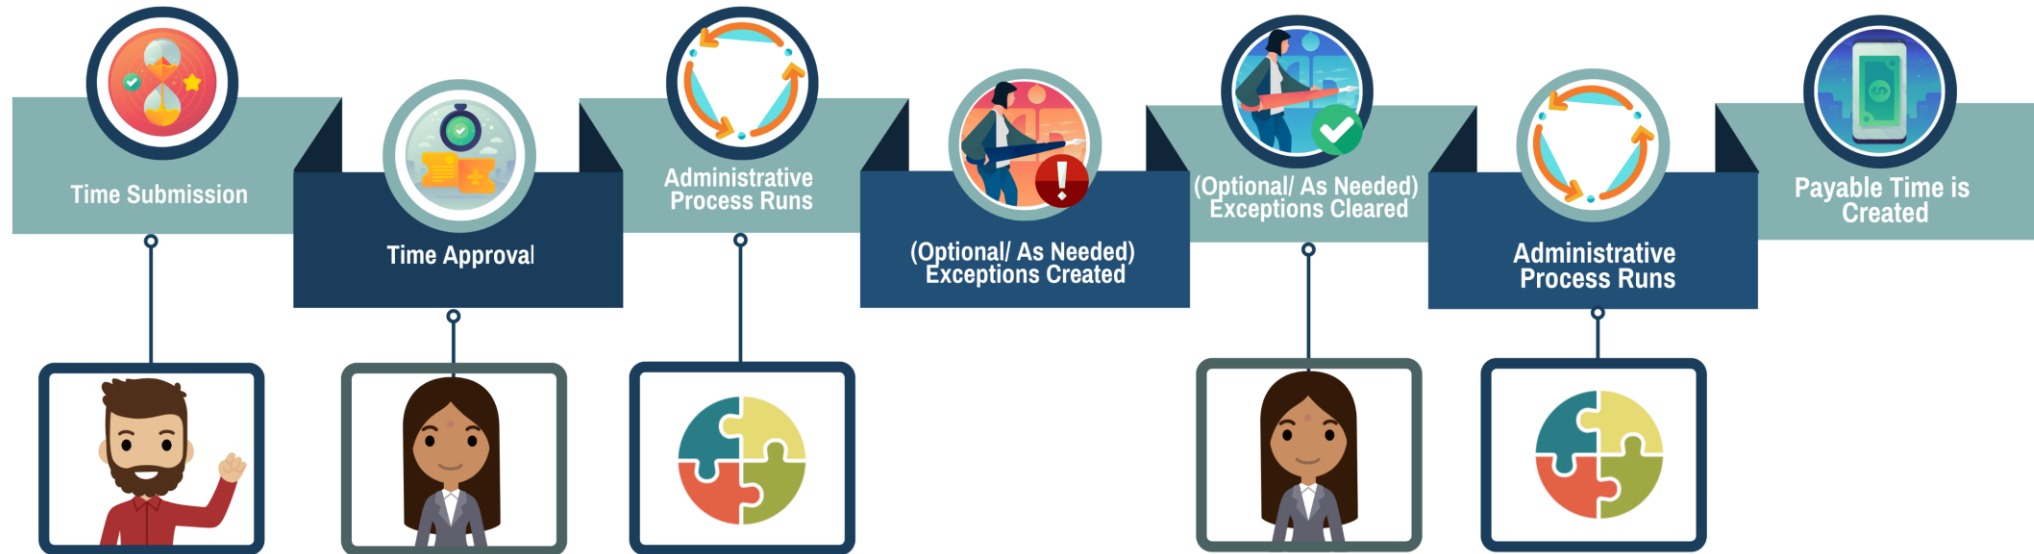 Time Submission
Time Approval
Administrative
Process Runs
(Optional/ As Needed)
Exceptions Created
(Optional/ As Needed)
Exceptions Cleared
Administrative
Process Runs
Payable Time is
Created